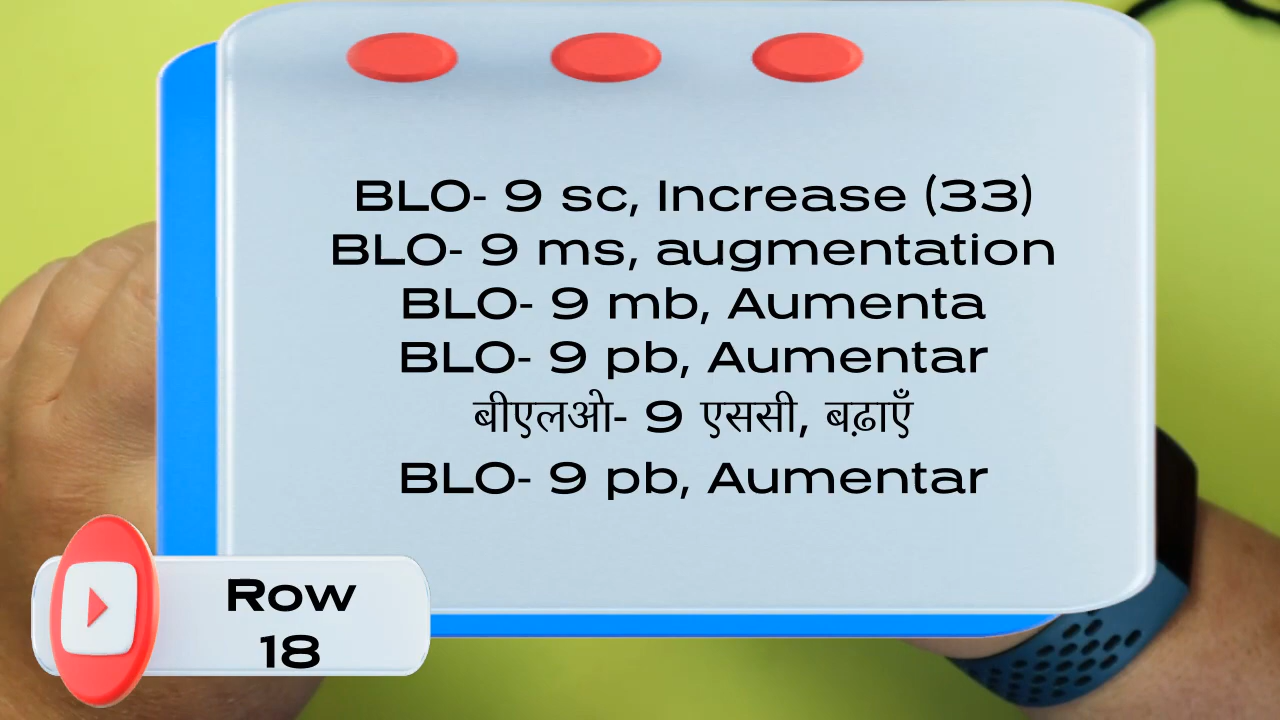 BLO- 9 sc, Increase (33)
BLO- 9 ms, augmentation
BLO- 9 mb, Aumenta
BLO- 9 pb, Aumentar
बीएलओ- 9 एससी, बढ़ाएँ
BLO- 9 pb, Aumentar
Row
18